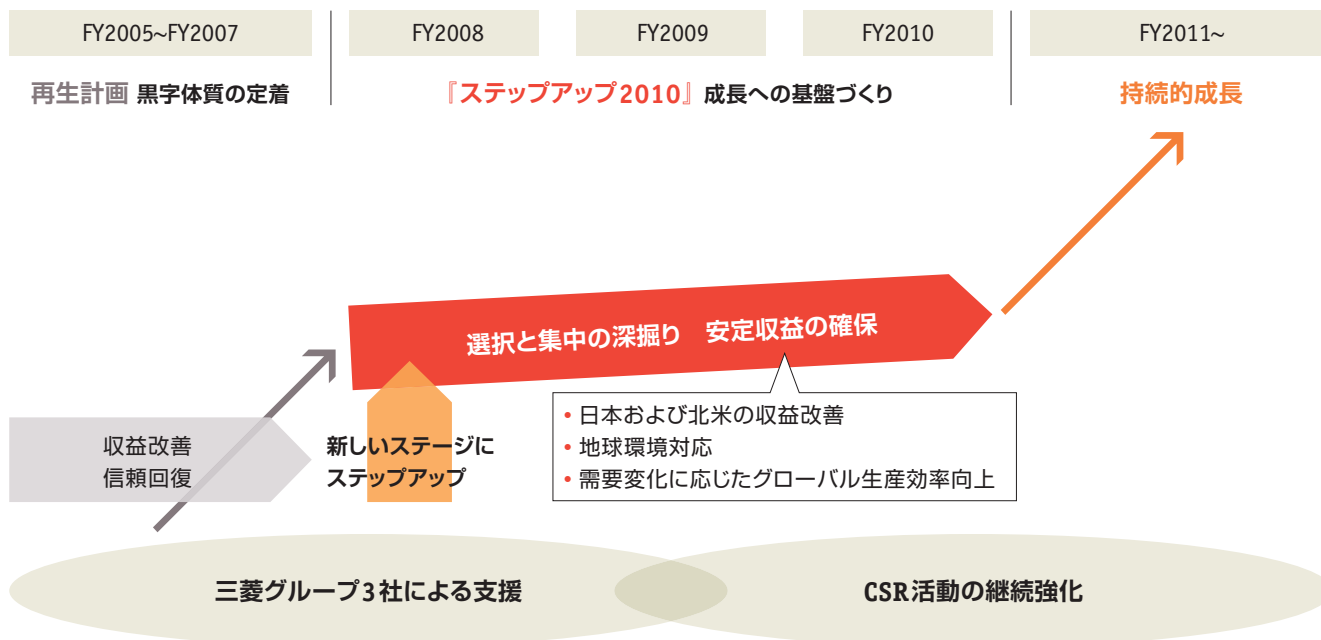 FY2005~FY2007
FY2008
FY2009
FY2010
FY2011~
再生計画 黒字体質の定着
『ステップアップ2010』成長への基盤づくり
持続的成長
選択と集中の深掘り 安定収益の確保
収益改善
信頼回復
新しいステージに
ステップアップ
• 日本および北米の収益改善
• 地球環境対応
• 需要変化に応じたグローバル生産効率向上
三菱グループ3社による支援
CSR活動の継続強化